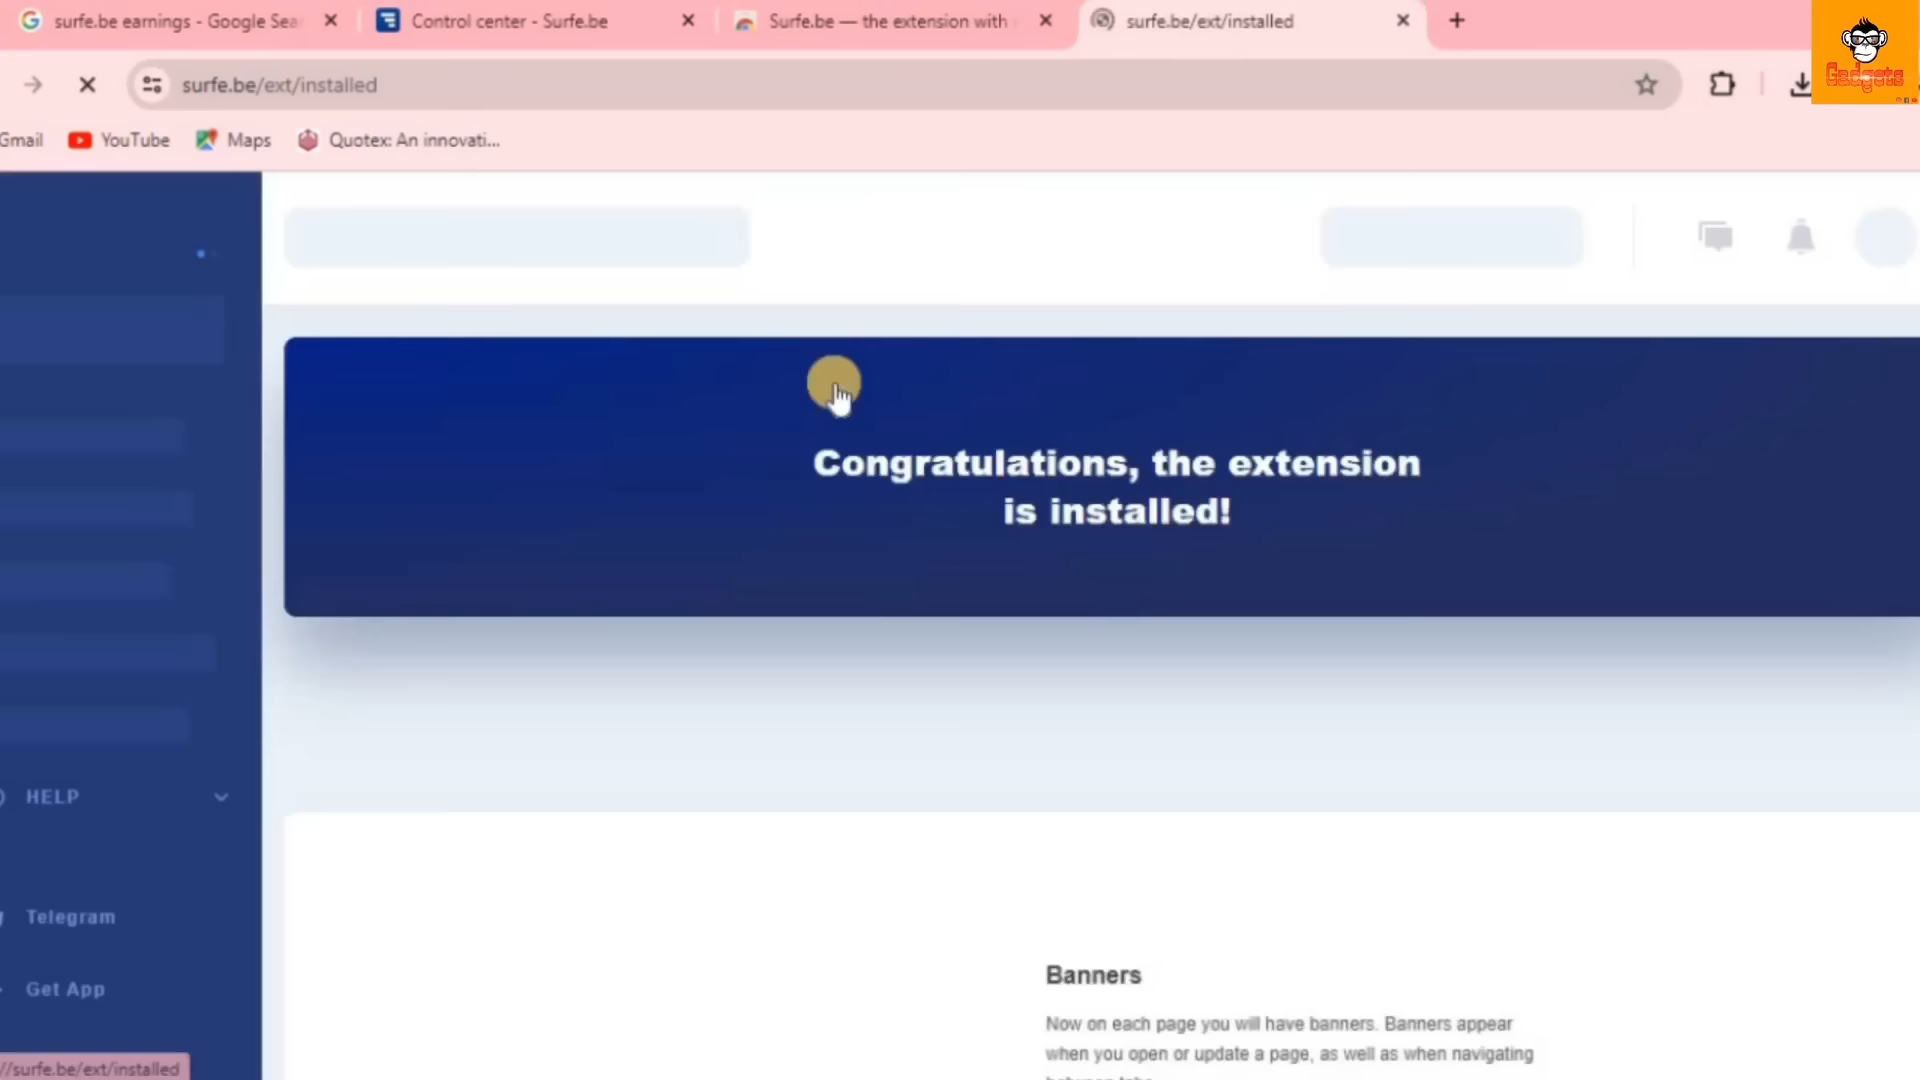 surfe.be earnings - Google Sea
Control center - Surfe.be
Surfe.be — the extension with
surfe.be/ext/installed
Gadgets
surfe.be/ext/installed
Gmail
YouTube
Maps
Quotex: An innovati...
Congratulations, the extension
is installed!
HELP
Telegram
Get App
Banners
Now on each page you will have banners. Banners appear
when you open or update a page, as well as when navigating
between tabs
//surfe.be/ext/installed